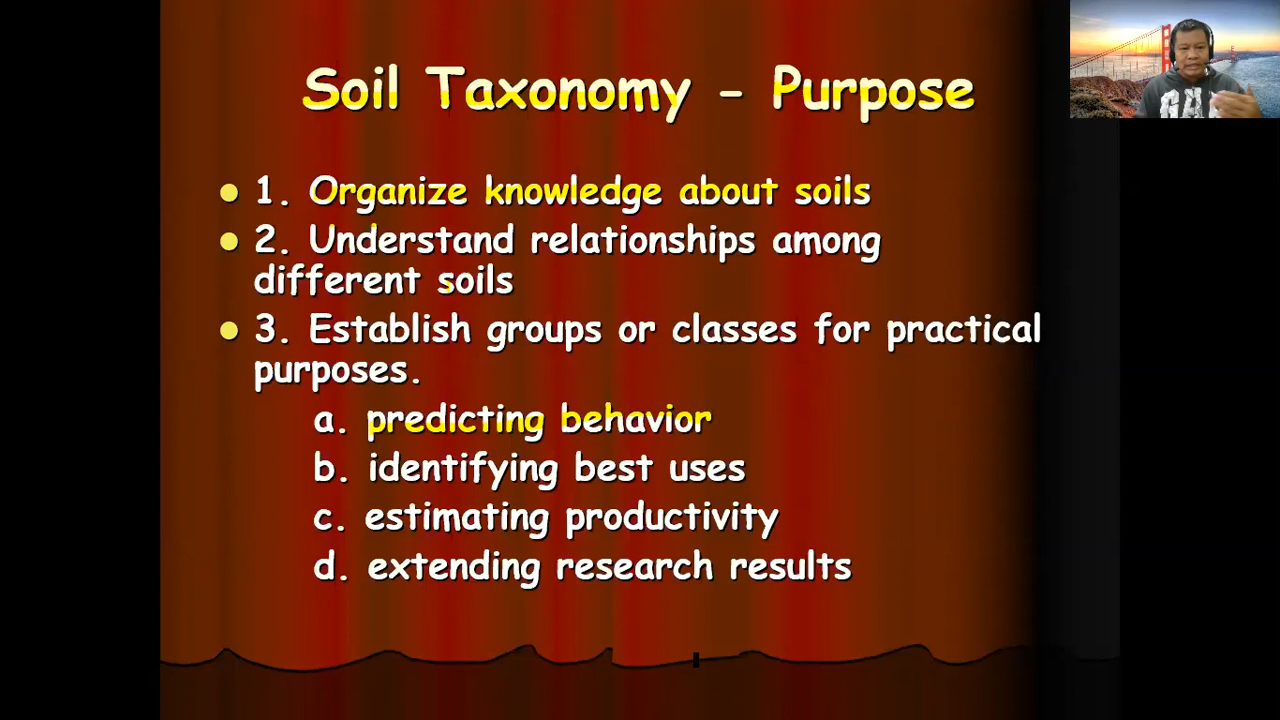 Soil Taxonomy - Purpose
1. Organize knowledge about soils
2. Understand relationships among
different soils
3. Establish groups or classes for practical
purposes.
a. predicting behavior
b. identifying best uses
c. estimating productivity
d. extending research results